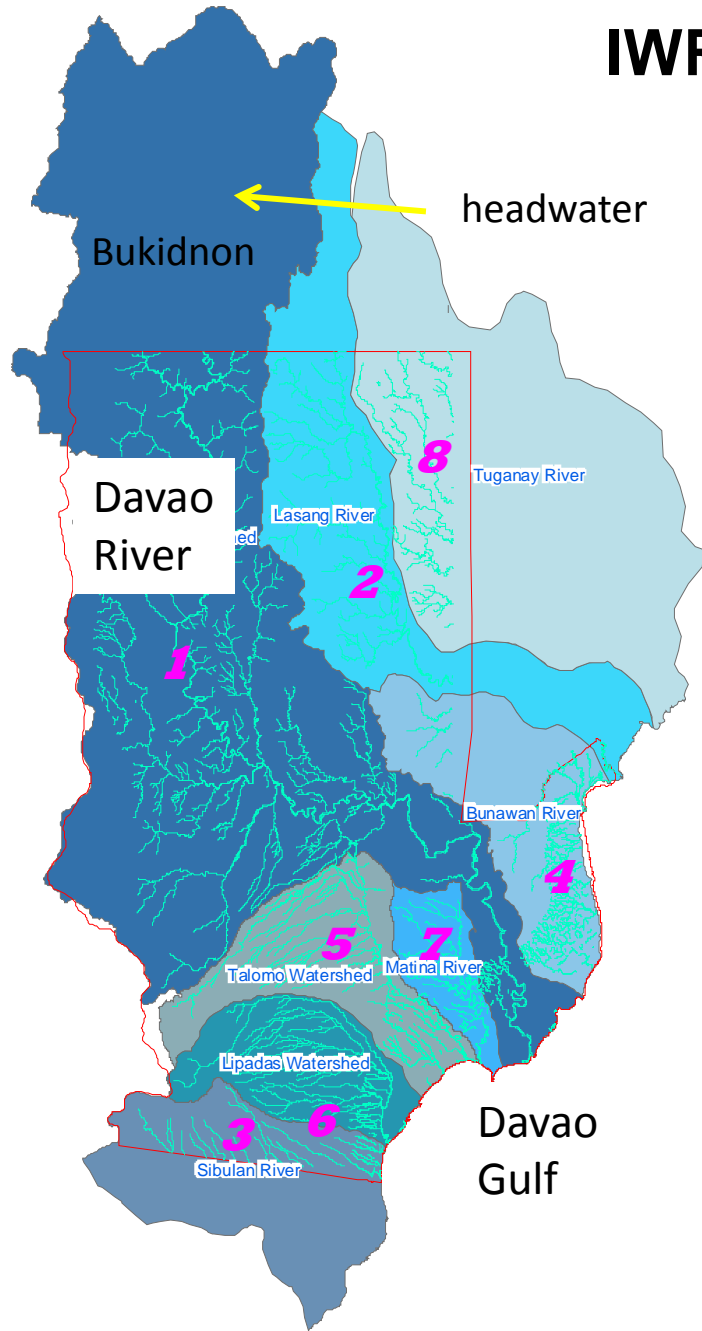 IWF
headwater
Bukidnon
8
Tuganay River
Davao
River
ed
Lasang River
2
1
Bunawan River
4
5
7
Talomo Watershed
Matina River
Lipadas Watershed
6
3
Sibulan River
Davao
Gulf